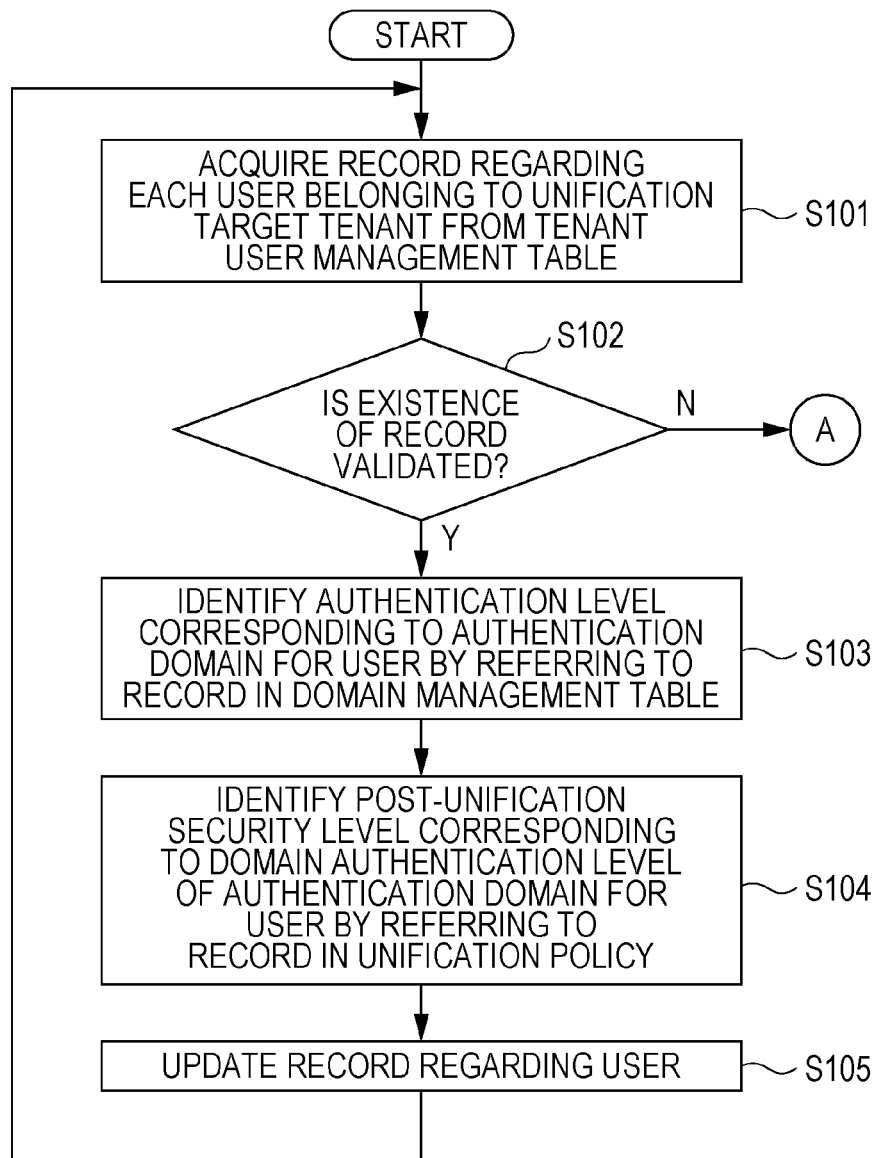 START
ACQUIRE RECORD REGARDING
EACH USER BELONGING TO UNIFICATION
TARGET TENANT FROM TENANT
USER MANAGEMENT TABLE
S101
S102
IS EXISTENCE
OF RECORD
VALIDATED?
N
A
Y
IDENTIFY AUTHENTICATION LEVEL
CORRESPONDING TO AUTHENTICATION
DOMAIN FOR USER BY REFERRING TO
RECORD IN DOMAIN MANAGEMENT TABLE
S103
IDENTIFY POST-UNIFICATION
SECURITY LEVEL CORRESPONDING
TO DOMAIN AUTHENTICATION LEVEL
OF AUTHENTICATION DOMAIN FOR
USER BY REFERRING TO
RECORD IN UNIFICATION POLICY
S104
UPDATE RECORD REGARDING USER
S105